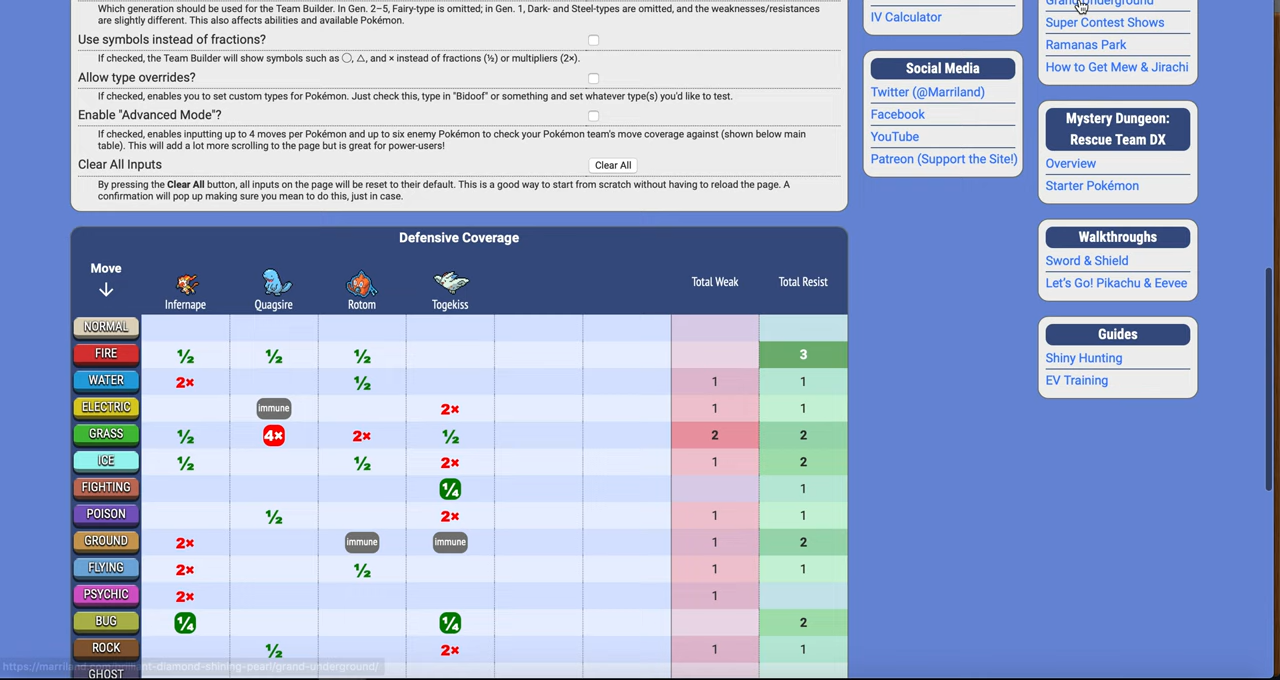 Which generation should be used for the Team Builder. In Gen. 2–5, Fairy-type is omitted; in Gen. 1, Dark- and Steel-types are omitted, and the weaknesses/resistances
are slightly different. This also affects abilities and available Pokémon.
Use symbols instead of fractions?
If checked, the Team Builder will show symbols such as ◯, △, and × instead of fractions (½) or multipliers (2×).
Allow type overrides?
If checked, enables you to set custom types for Pokémon. Just check this, type in "Bidoof" or something and set whatever type(s) you'd like to test.
Enable "Advanced Mode"?
If checked, enables inputting up to 4 moves per Pokémon and up to six enemy Pokémon to check your Pokémon team's move coverage against (shown below main
table). This will add a lot more scrolling to the page but is great for power-users!
Clear All Inputs
Clear All
By pressing the Clear All button, all inputs on the page will be reset to their default. This is a good way to start from scratch without having to reload the page. A
confirmation will pop up making sure you mean to do this, just in case.
Defensive Coverage
Move
↓
Infernape Quagsire Rotom Togekiss Total Weak Total Resist
NORMAL
FIRE ½ ½ ½ 3
WATER 2× ½ 1 1
ELECTRIC immune 2× 1 1
GRASS ½ 4× 2× ½ 2 2
ICE ½ ½ 2× 1 2
FIGHTING ¼ 1
POISON ½ 2× 1 1
GROUND 2× immune immune 1 2
FLYING 2× ½ 1 1
PSYCHIC 2× 1
BUG ¼ ¼ 2
ROCK ½ 2× 1 1
GHOST
https://marriland.com/brilliant-diamond-shining-pearl/grand-underground/
IV Calculator
Social Media
Twitter (@Marriland)
Facebook
YouTube
Patreon (Support the Site!)
Grand Underground
Super Contest Shows
Ramanas Park
How to Get Mew & Jirachi
Mystery Dungeon:
Rescue Team DX
Overview
Starter Pokémon
Walkthroughs
Sword & Shield
Let's Go! Pikachu & Eevee
Guides
Shiny Hunting
EV Training